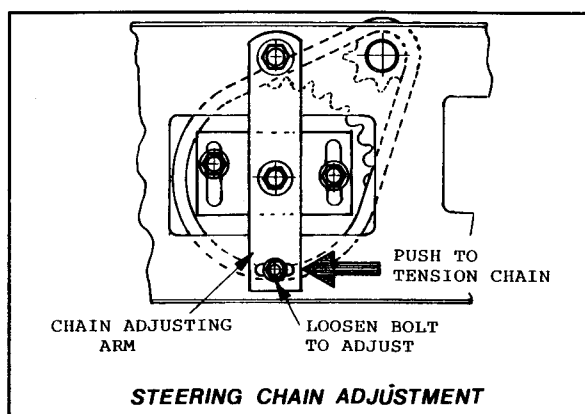 PUSH TO
TENSION CHAIN
CHAIN ADJUSTING
ARM
LOOSEN BOLT
TO ADJUST
STEERING CHAIN ADJUSTMENT